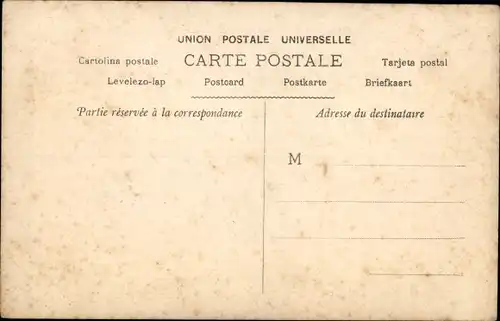 UNION POSTALE UNIVERSELLE
Cartolina postale CARTE POSTALE Tarjeta postal
Levelezo-lap Postcard Postkarte Briefkaart
Partie réservée à la correspondance Adresse du destinataire
M